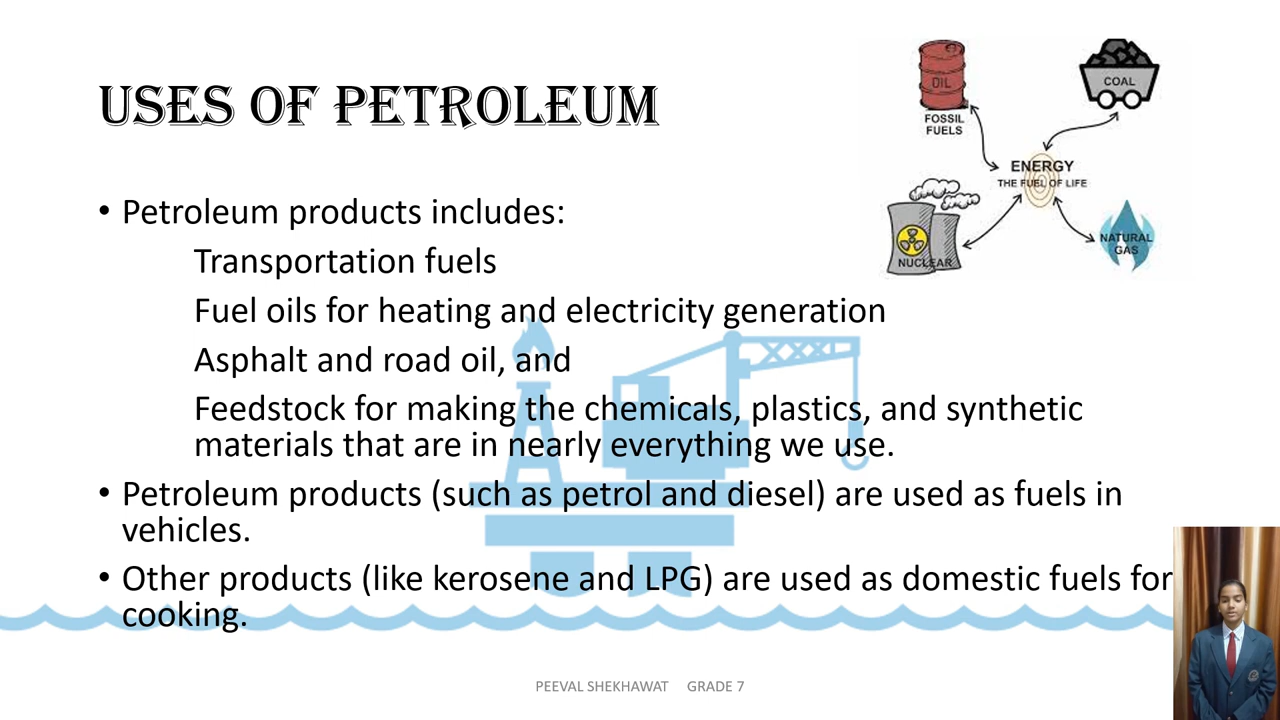 USES OF PETROLEUM
OIL
FOSSIL
FUELS
COAL
ENERGY
THE FUEL OF LIFE
NUCLEAR
NATURAL
GAS
• Petroleum products includes:
Transportation fuels
Fuel oils for heating and electricity generation
Asphalt and road oil, and
Feedstock for making the chemicals, plastics, and synthetic
materials that are in nearly everything we use.
• Petroleum products (such as petrol and diesel) are used as fuels in
vehicles.
• Other products (like kerosene and LPG) are used as domestic fuels for
cooking.
PEEVAL SHEKHAWAT GRADE 7